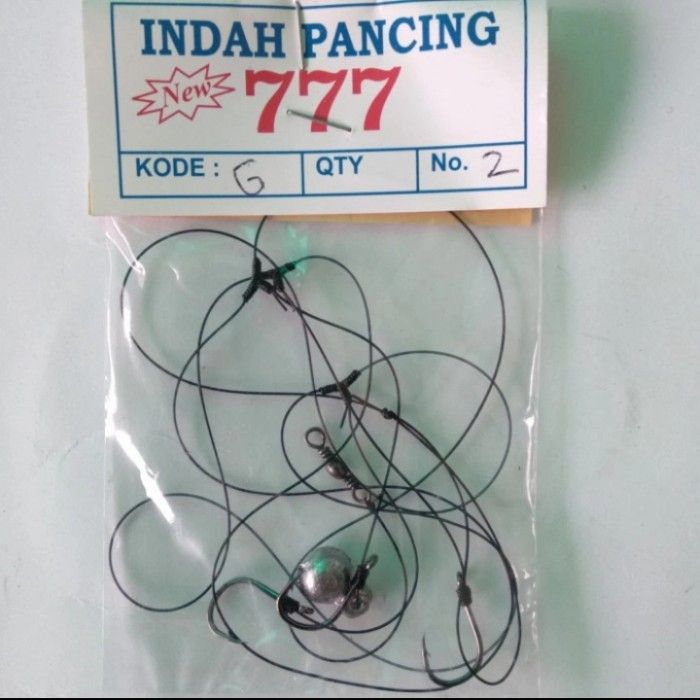 INDAH PANCING
New 777
KODE : G QTY No. 2